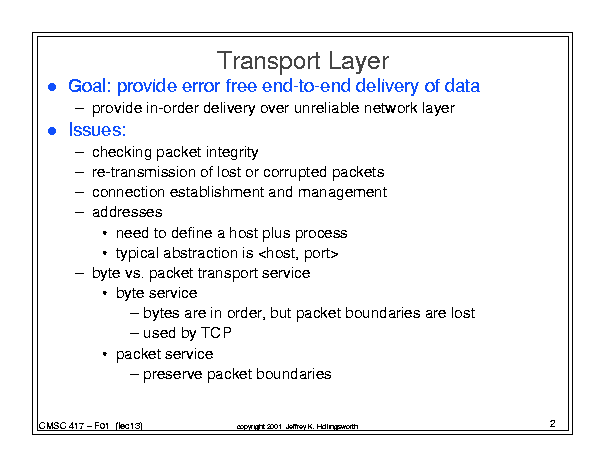 Transport Layer
● Goal: provide error free end-to-end delivery of data
– provide in-order delivery over unreliable network layer
● Issues:
– checking packet integrity
– re-transmission of lost or corrupted packets
– connection establishment and management
– addresses
• need to define a host plus process
• typical abstraction is <host, port>
– byte vs. packet transport service
• byte service
– bytes are in order, but packet boundaries are lost
– used by TCP
• packet service
– preserve packet boundaries
CMSC 417 – F01 (lec13)
copyright 2001 Jeffrey K. Hollingsworth
2